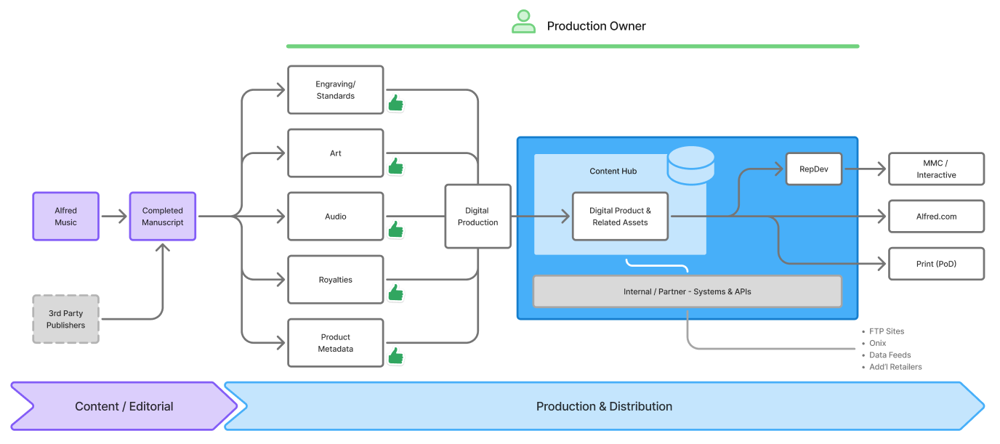 Production Owner
Engraving/
Standards
Art
Audio
Royalties
Product
Metadata
Alfred
Music
Completed
Manuscript
3rd Party
Publishers
Digital
Production
Content Hub
Digital Product &
Related Assets
RepDev
MMC /
Interactive
Alfred.com
Print (PoD)
Internal / Partner - Systems & APIs
• FTP Sites
• Onix
• Data Feeds
• Add'l Retailers
Content / Editorial
Production & Distribution